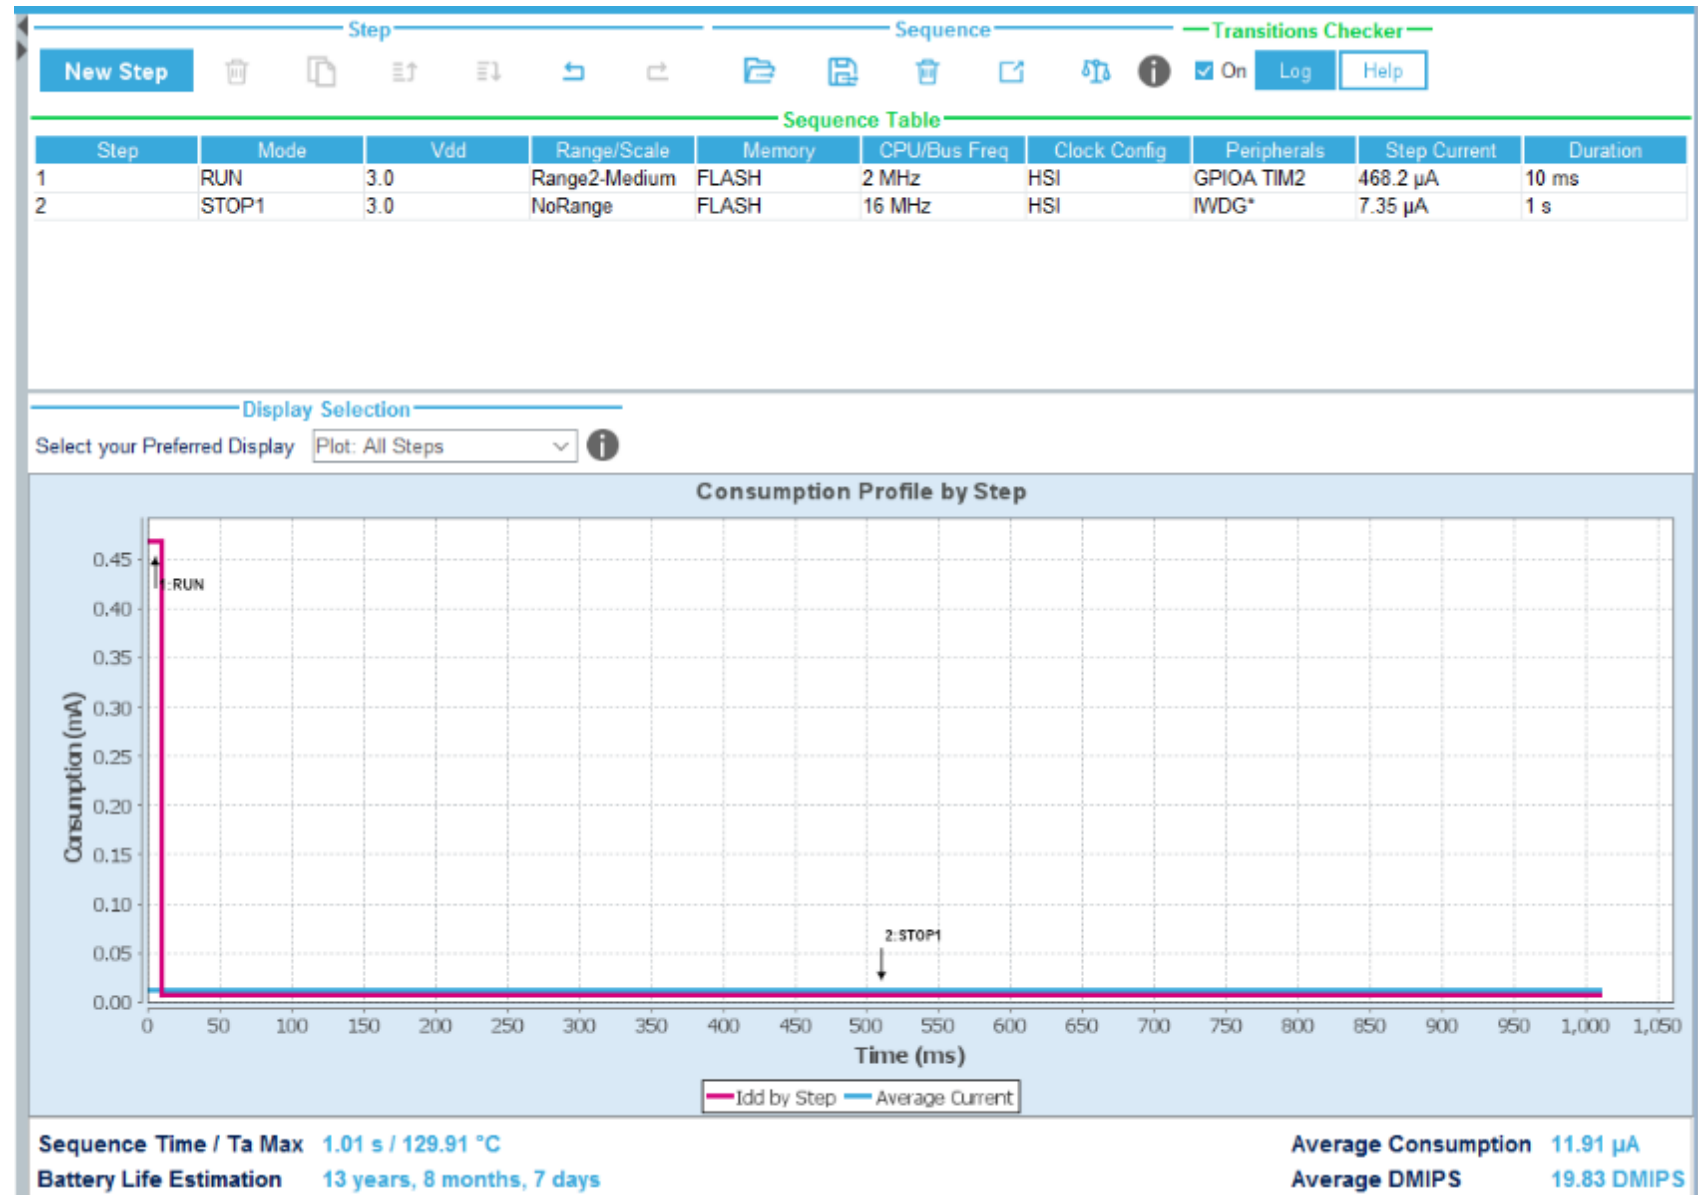 Step Sequence Transitions Checker
New Step On Log Help
Sequence Table
Step Mode Vdd Range/Scale Memory CPU/Bus Freq Clock Config Peripherals Step Current Duration
1 RUN 3.0 Range2-Medium FLASH 2 MHz HSI GPIOA TIM2 468.2 µA 10 ms
2 STOP1 3.0 NoRange FLASH 16 MHz HSI IWDG* 7.35 µA 1 s
Display Selection
Select your Preferred Display Plot: All Steps
Consumption Profile by Step
0.45
1:RUN
0.40
0.35
0.30
0.25
0.20
0.15
0.10
2:STOP1
0.05
0.00
Consumption (mA)
0 50 100 150 200 250 300 350 400 450 500 550 600 650 700 750 800 850 900 950 1,000 1,050
Time (ms)
Idd by Step Average Current
Sequence Time / Ta Max 1.01 s / 129.91 °C Average Consumption 11.91 µA
Battery Life Estimation 13 years, 8 months, 7 days Average DMIPS 19.83 DMIPS